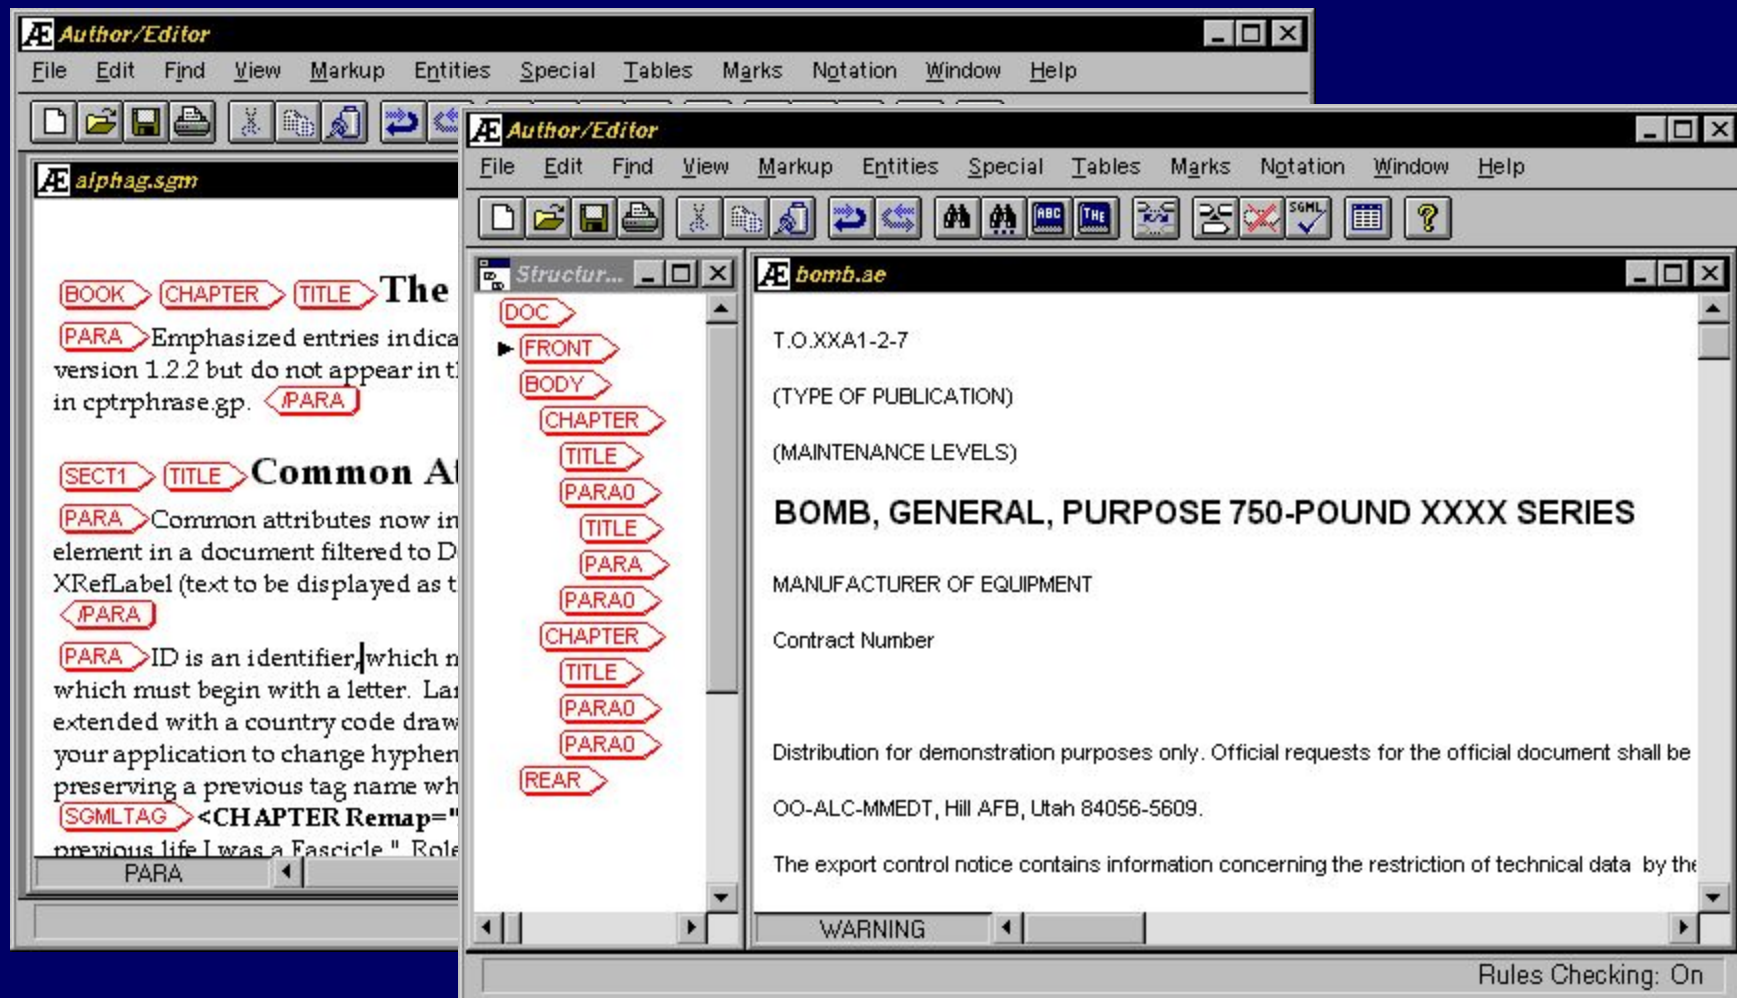 Author/Editor
File Edit Find View Markup Entities Special Tables Marks Notation Window Help
alphag.sgm
BOOK CHAPTER TITLE The
PARA Emphasized entries indica
version 1.2.2 but do not appear in t
in cptrphrase.gp. /PARA
SECT1 TITLE Common A
PARA Common attributes now in
element in a document filtered to D
XRefLabel (text to be displayed as t
/PARA
PARA ID is an identifier, which n
which must begin with a letter. Lan
extended with a country code draw
your application to change hyphen
preserving a previous tag name wh
SGMLTAG <CHAPTER Remap="
previous life I was a Fascicle." Role
PARA
Author/Editor
File Edit Find View Markup Entities Special Tables Marks Notation Window Help
ABC THE SGML
Structur...
DOC
FRONT
BODY
CHAPTER
TITLE
PARA0
TITLE
PARA
PARA0
CHAPTER
TITLE
PARA0
PARA0
REAR
bomb.ae
T.O.XXA1-2-7
(TYPE OF PUBLICATION)
(MAINTENANCE LEVELS)
BOMB, GENERAL, PURPOSE 750-POUND XXXX SERIES
MANUFACTURER OF EQUIPMENT
Contract Number
Distribution for demonstration purposes only. Official requests for the official document shall be
OO-ALC-MMEDT, Hill AFB, Utah 84056-5609.
The export control notice contains information concerning the restriction of technical data by the
WARNING
Rules Checking: On